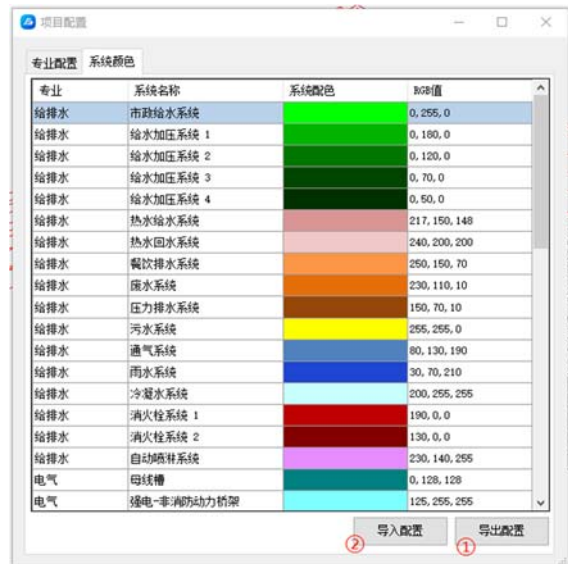 项目配置
专业配置 系统颜色
专业 系统名称 系统配色 RGB值
给排水 市政给水系统 0, 255, 0
给排水 给水加压系统 1 0, 180, 0
给排水 给水加压系统 2 0, 120, 0
给排水 给水加压系统 3 0, 70, 0
给排水 给水加压系统 4 0, 50, 0
给排水 热水给水系统 217, 150, 148
给排水 热水回水系统 240, 200, 200
给排水 餐饮排水系统 250, 150, 70
给排水 废水系统 230, 110, 10
给排水 压力排水系统 150, 70, 10
给排水 污水系统 255, 255, 0
给排水 通气系统 80, 130, 190
给排水 雨水系统 30, 70, 210
给排水 冷凝水系统 200, 255, 255
给排水 消火栓系统 1 190, 0, 0
给排水 消火栓系统 2 130, 0, 0
给排水 自动喷淋系统 230, 140, 255
电气 母线槽 0, 128, 128
电气 强电-非消防动力桥架 125, 255, 255
导入配置 导出配置
② ①